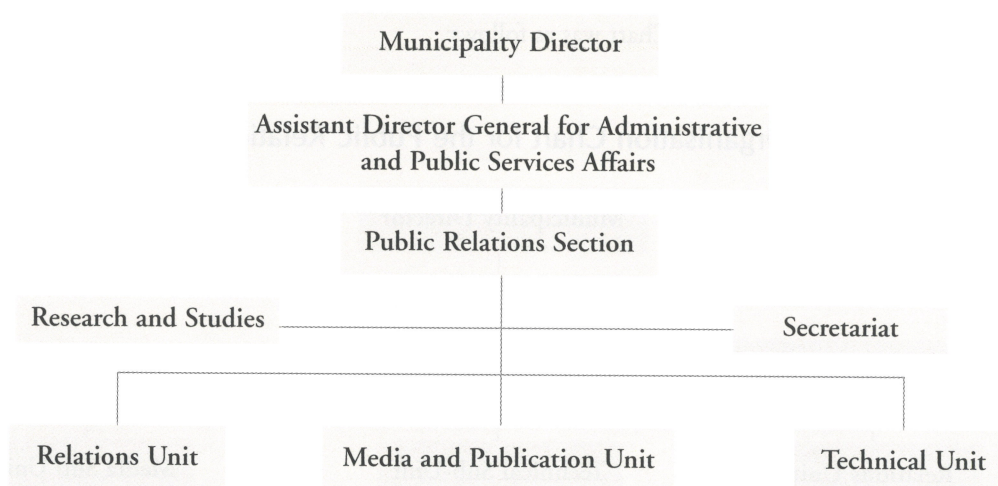 Municipality Director
Assistant Director General for Administrative
and Public Services Affairs
Public Relations Section
Research and Studies
Secretariat
Relations Unit
Media and Publication Unit
Technical Unit